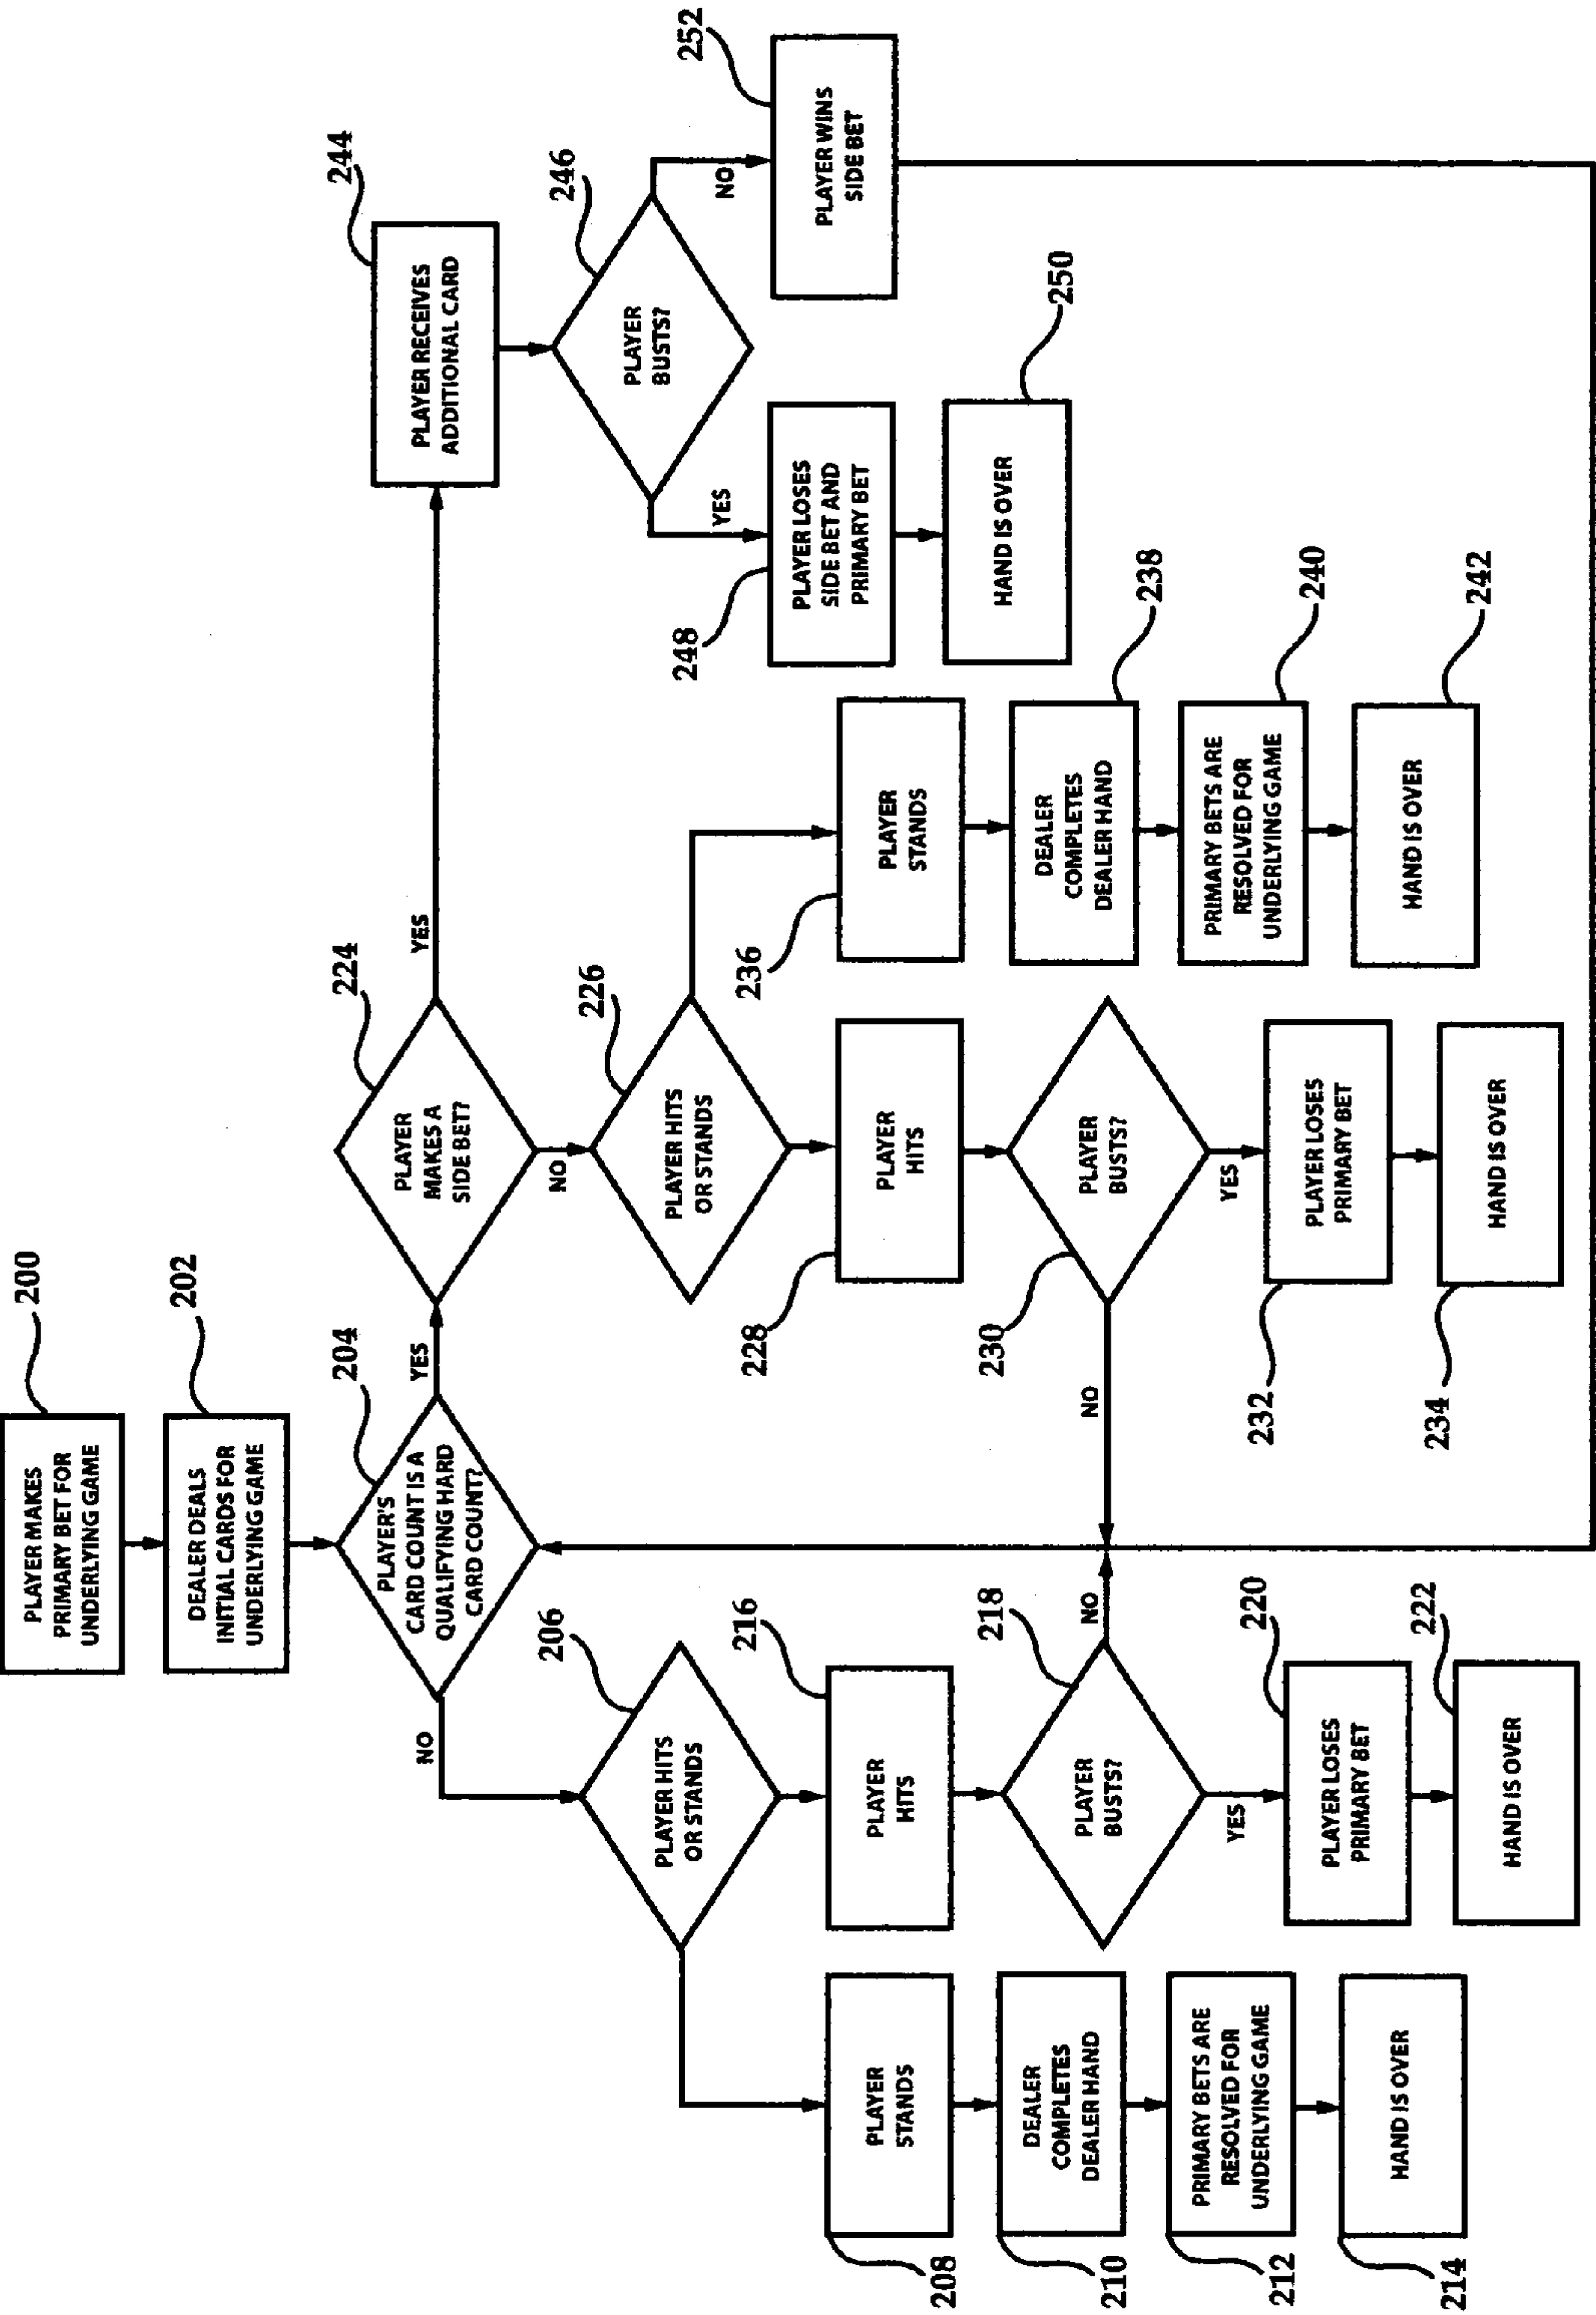 PLAYER MAKES
PRIMARY BET FOR
UNDERLYING GAME
200
DEALER DEALS
INITIAL CARDS FOR
UNDERLYING GAME
202
PLAYER'S
CARD COUNT IS A
QUALIFYING HARD
CARD COUNT?
204
NO
YES
PLAYER HITS
OR STANDS
206
PLAYER
STANDS
208
DEALER
COMPLETES
DEALER HAND
210
PRIMARY BETS ARE
RESOLVED FOR
UNDERLYING GAME
212
HAND IS OVER
214
PLAYER
HITS
216
PLAYER
BUSTS?
218
NO
YES
PLAYER LOSES
PRIMARY BET
220
HAND IS OVER
222
PLAYER
MAKES A
SIDE BET?
224
YES
NO
PLAYER HITS
OR STANDS
226
PLAYER
HITS
228
PLAYER
BUSTS?
230
NO
YES
PLAYER LOSES
PRIMARY BET
232
HAND IS OVER
234
PLAYER
STANDS
236
DEALER
COMPLETES
DEALER HAND
238
PRIMARY BETS ARE
RESOLVED FOR
UNDERLYING GAME
240
HAND IS OVER
242
PLAYER RECEIVES
ADDITIONAL CARD
244
PLAYER
BUSTS?
246
YES
NO
PLAYER LOSES
SIDE BET AND
PRIMARY BET
248
HAND IS OVER
250
PLAYER WINS
SIDE BET
252